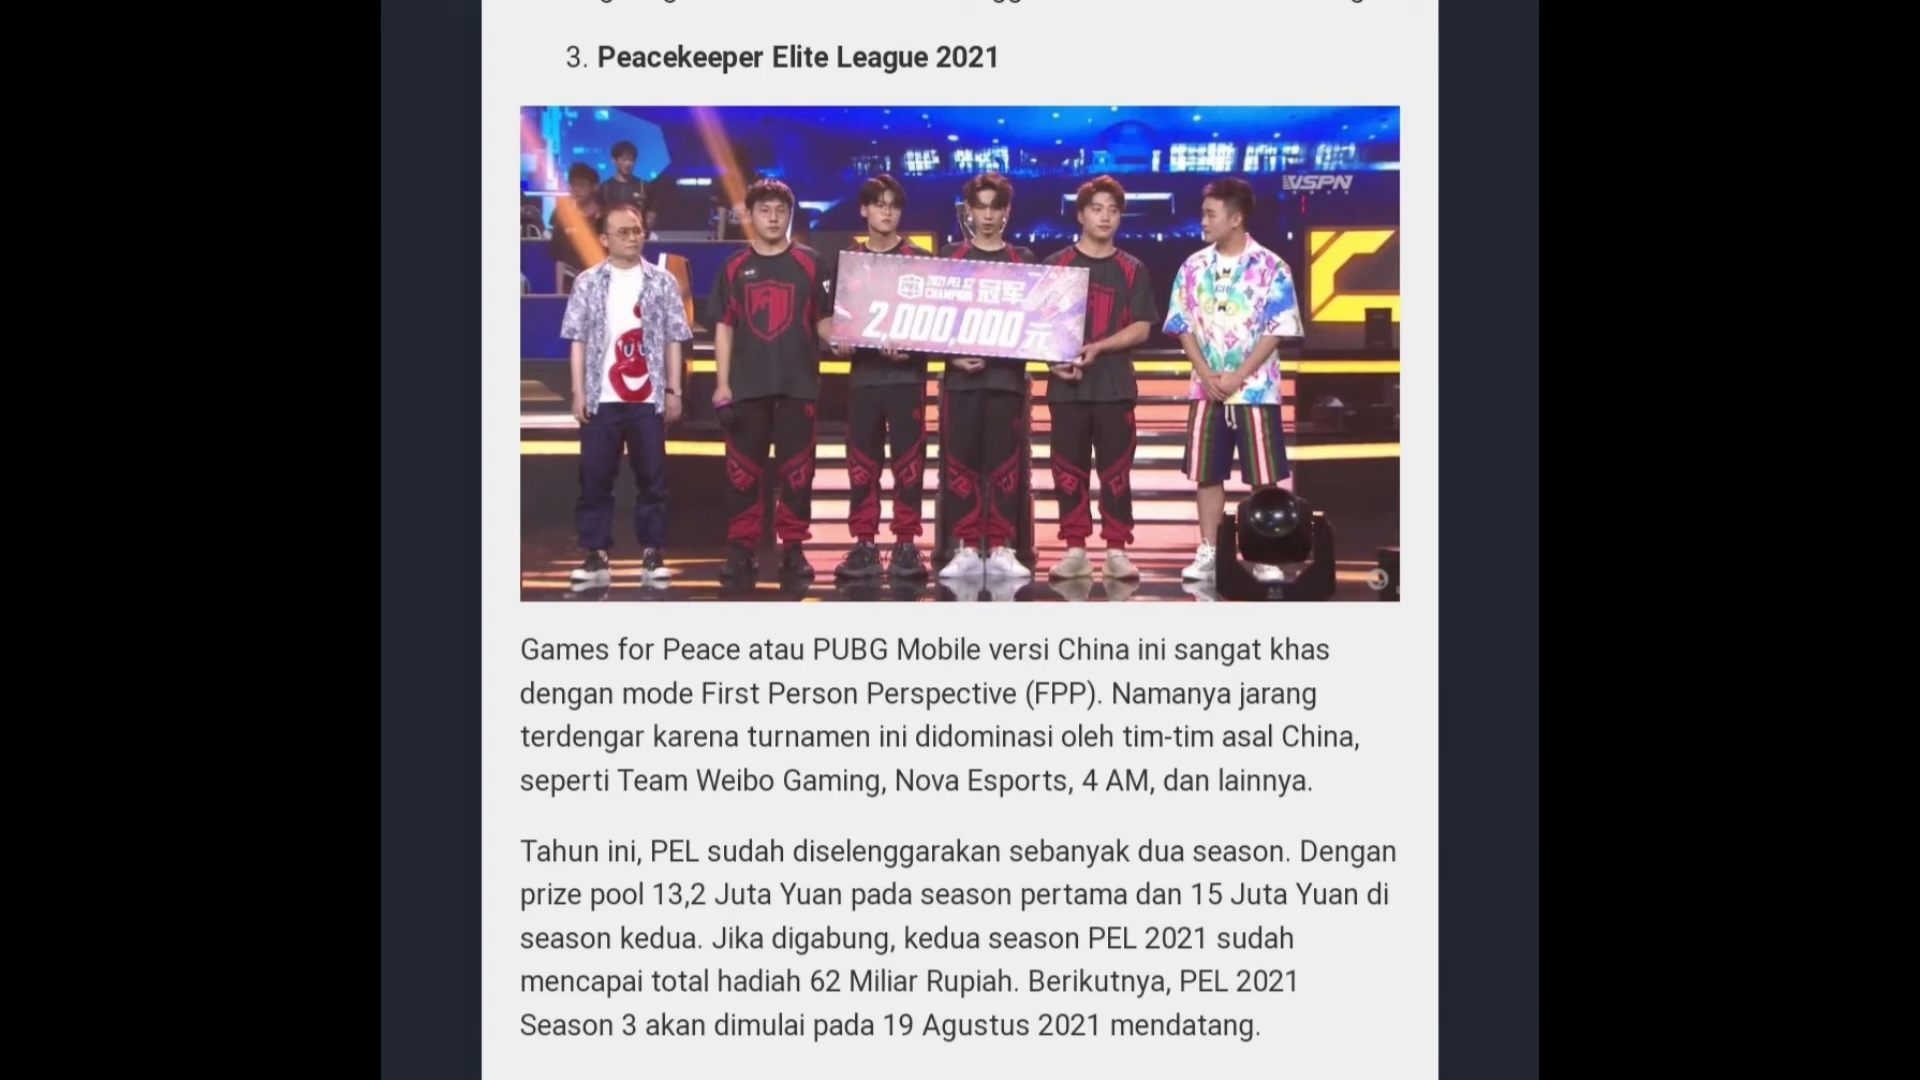 3. Peacekeeper Elite League 2021
VSPN
2021 PEL S2
CHAMPION 冠军
2,000,000元
Games for Peace atau PUBG Mobile versi China ini sangat khas
dengan mode First Person Perspective (FPP). Namanya jarang
terdengar karena turnamen ini didominasi oleh tim-tim asal China,
seperti Team Weibo Gaming, Nova Esports, 4 AM, dan lainnya.
Tahun ini, PEL sudah diselenggarakan sebanyak dua season. Dengan
prize pool 13,2 Juta Yuan pada season pertama dan 15 Juta Yuan di
season kedua. Jika digabung, kedua season PEL 2021 sudah
mencapai total hadiah 62 Miliar Rupiah. Berikutnya, PEL 2021
Season 3 akan dimulai pada 19 Agustus 2021 mendatang.